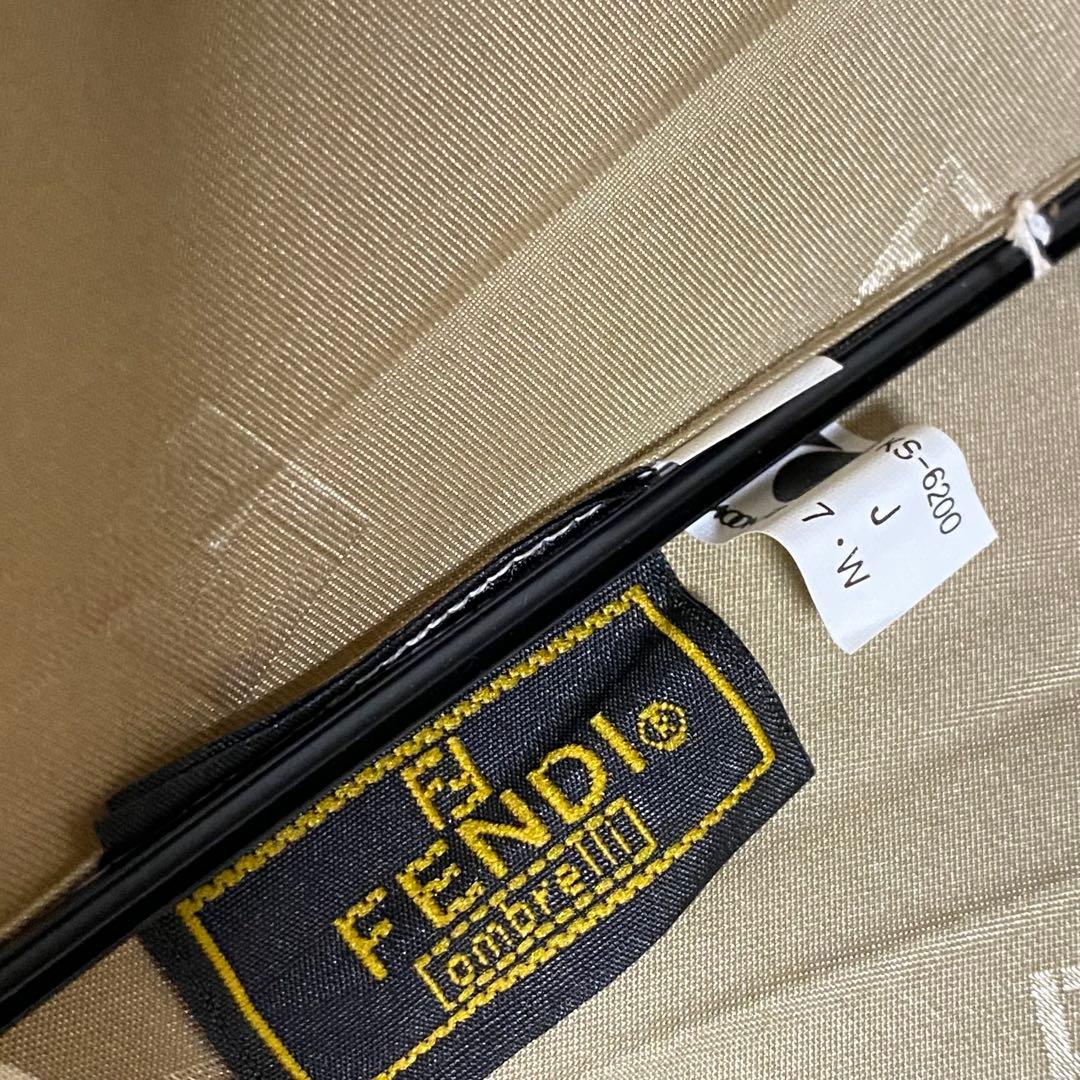 FENDI®
ombrelli
KS-6200
J
7.W